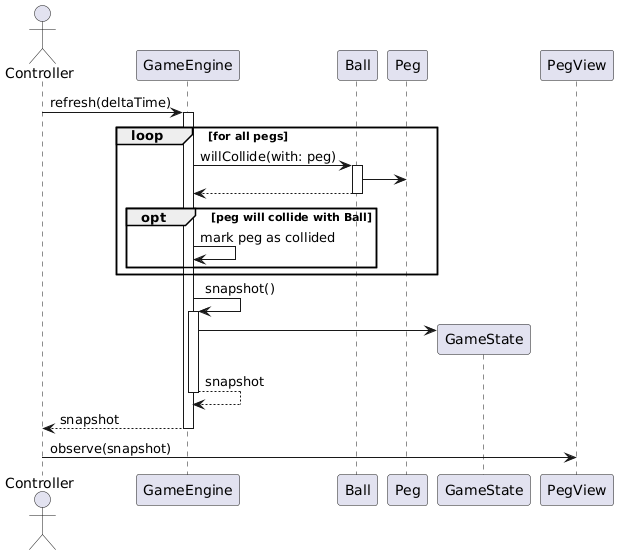 Controller
GameEngine
Ball
Peg
PegView
refresh(deltaTime)
loop
[for all pegs]
willCollide(with: peg)
opt
[peg will collide with Ball]
mark peg as collided
snapshot()
GameState
snapshot
snapshot
observe(snapshot)
Controller
GameEngine
Ball
Peg
GameState
PegView